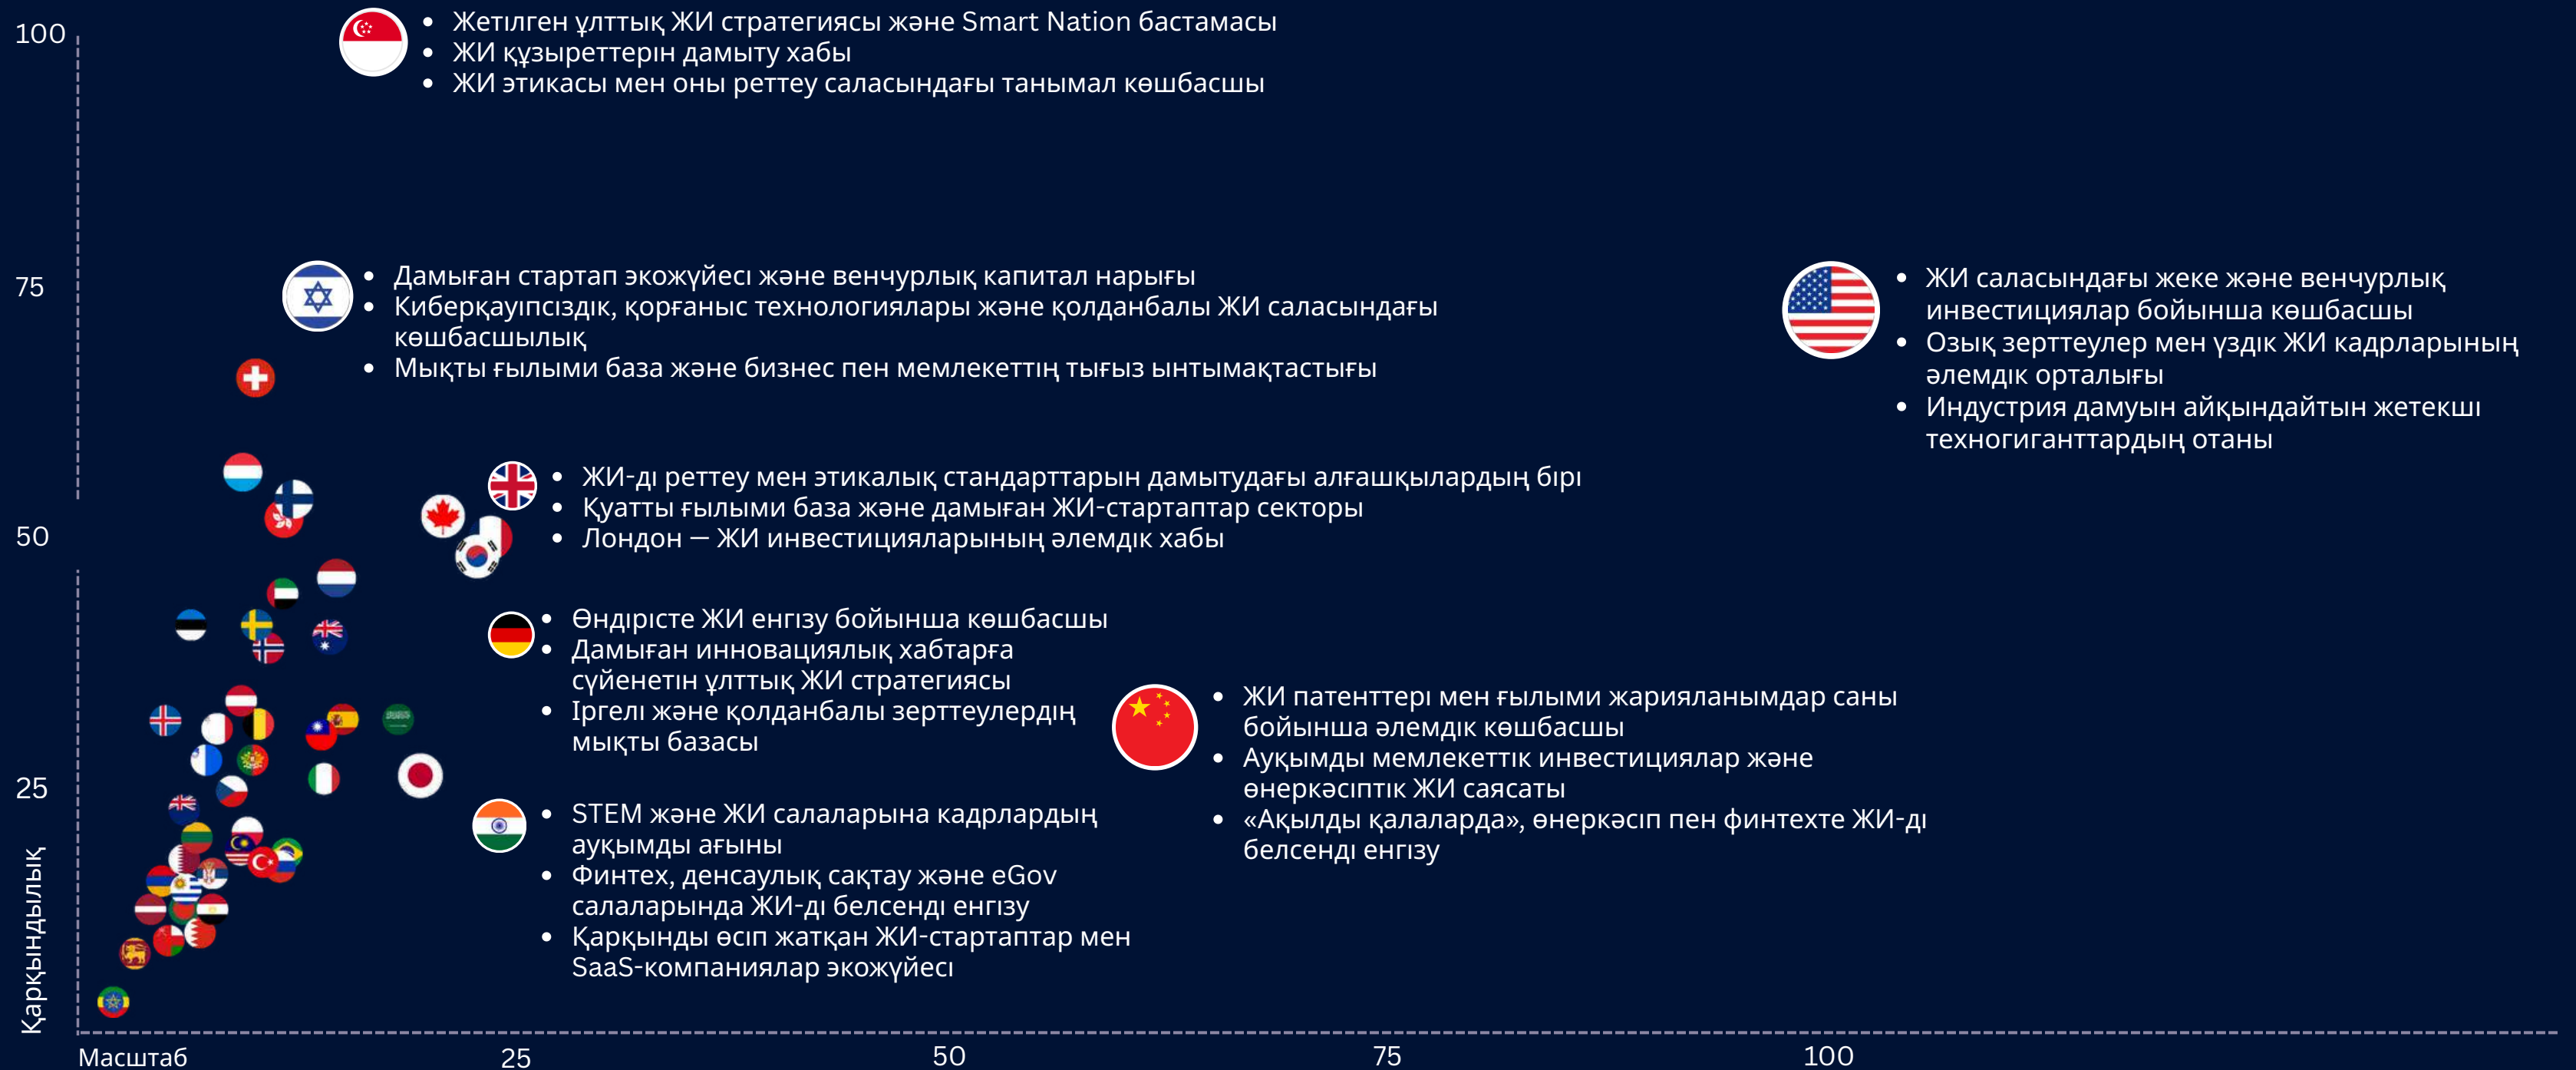 100
• Жетілген ұлттық ЖИ стратегиясы және Smart Nation бастамасы
• ЖИ құзыреттерін дамыту хабы
• ЖИ этикасы мен оны реттеу саласындағы танымал көшбасшы
75
• Дамыған стартап экожүйесі және венчурлық капитал нарығы
• Киберқауіпсіздік, қорғаныс технологиялары және қолданбалы ЖИ саласындағы
көшбасшылық
• Мықты ғылыми база және бизнес пен мемлекеттің тығыз ынтымақтастығы
• ЖИ саласындағы жеке және венчурлық
инвестициялар бойынша көшбасшы
• Озық зерттеулер мен үздік ЖИ кадрларының
әлемдік орталығы
• Индустрия дамуын айқындайтын жетекші
техногиганттардың отаны
50
• ЖИ-ді реттеу мен этикалық стандарттарын дамытудағы алғашқылардың бірі
• Қуатты ғылыми база және дамыған ЖИ-стартаптар секторы
• Лондон — ЖИ инвестицияларының әлемдік хабы
• Өндірісте ЖИ енгізу бойынша көшбасшы
• Дамыған инновациялық хабтарға
сүйенетін ұлттық ЖИ стратегиясы
• Іргелі және қолданбалы зерттеулердің
мықты базасы
• ЖИ патенттері мен ғылыми жарияланымдар саны
бойынша әлемдік көшбасшы
• Ауқымды мемлекеттік инвестициялар және
өнеркәсіптік ЖИ саясаты
• «Ақылды қалаларда», өнеркәсіп пен финтехте ЖИ-ді
белсенді енгізу
25
• STEM және ЖИ салаларына кадрлардың
ауқымды ағыны
• Финтех, денсаулық сақтау және eGov
салаларында ЖИ-ді белсенді енгізу
• Қарқынды өсіп жатқан ЖИ-стартаптар мен
SaaS-компаниялар экожүйесі
Қарқындылық
Масштаб
25
50
75
100